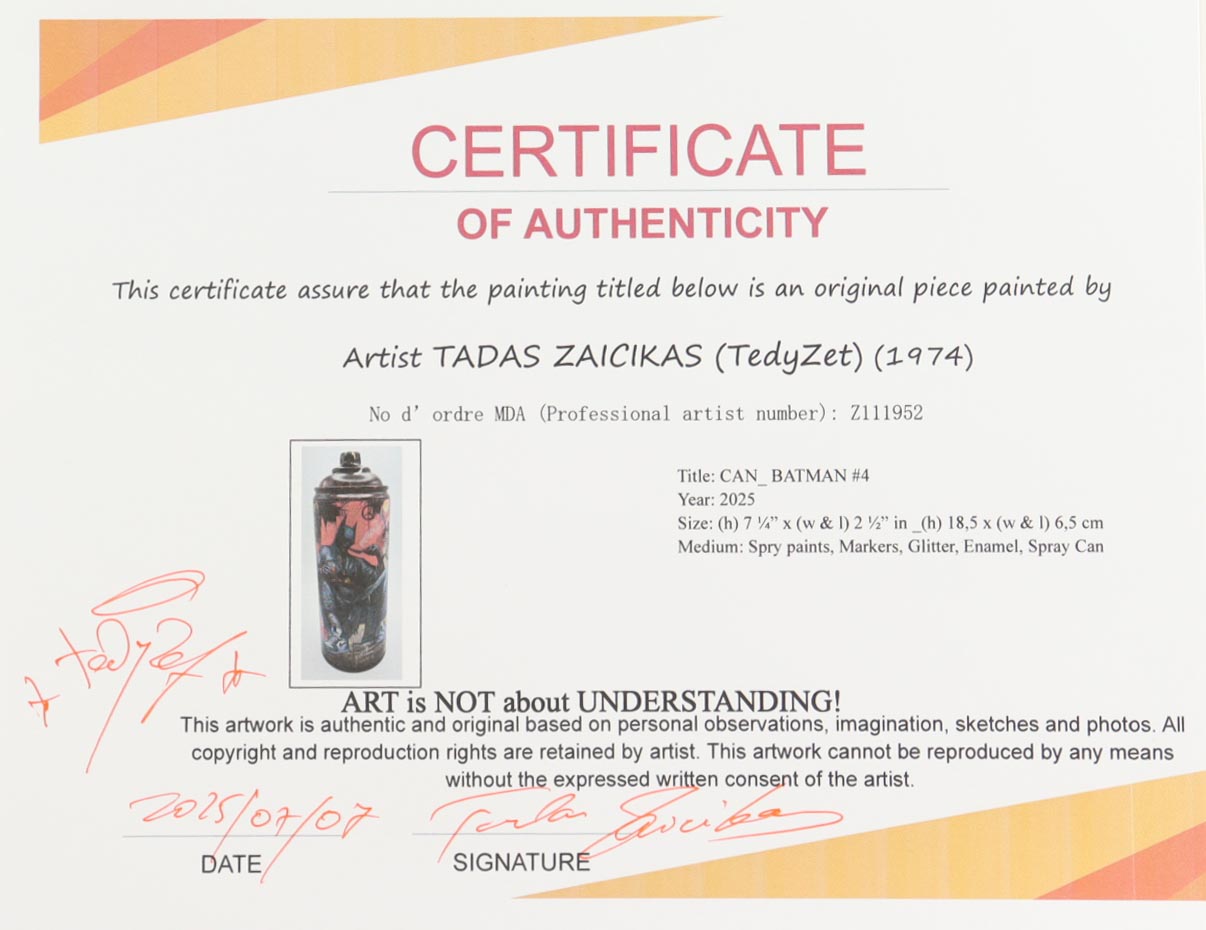 CERTIFICATE
OF AUTHENTICITY
This certificate assure that the painting titled below is an original piece painted by
Artist TADAS ZAICIKAS (TedyZet) (1974)
No d' ordre MDA (Professional artist number): Z111952
Title: CAN_ BATMAN #4
Year: 2025
Size: (h) 7 ¼” x (w & l) 2 ½” in _(h) 18,5 x (w & l) 6,5 cm
Medium: Spry paints, Markers, Glitter, Enamel, Spray Can
TedyZet
ART is NOT about UNDERSTANDING!
This artwork is authentic and original based on personal observations, imagination, sketches and photos. All
copyright and reproduction rights are retained by artist. This artwork cannot be reproduced by any means
without the expressed written consent of the artist.
2025/07/07
Tadas Zaicikas
DATE
SIGNATURE